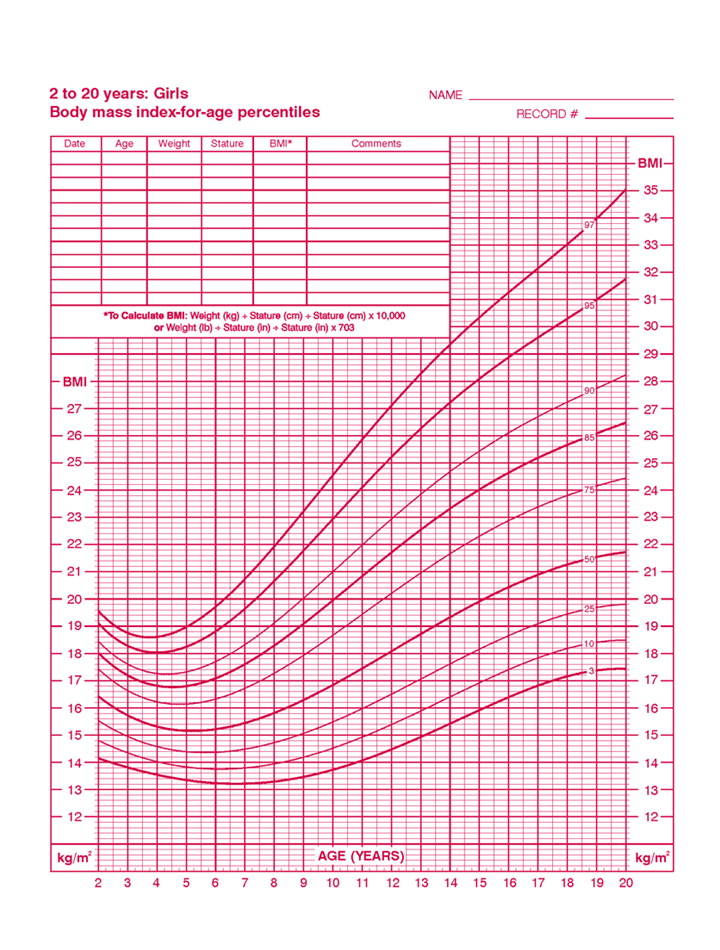 2 to 20 years: Girls
NAME
Body mass index-for-age percentiles
RECORD #
Date Age Weight Stature BMI* Comments
BMI
35
34
97
33
32
31
95
*To Calculate BMI: Weight (kg) ÷ Stature (cm) ÷ Stature (cm) x 10,000
or Weight (lb) ÷ Stature (in) ÷ Stature (in) x 703
30
29
BMI 28
90
27 27
26 85 26
25 25
24 75 24
23 23
22 22
50
21 21
20 20
25
19 19
10
18 18
3
17 17
16 16
15 15
14 14
13 13
12 12
kg/m² AGE (YEARS) kg/m²
2 3 4 5 6 7 8 9 10 11 12 13 14 15 16 17 18 19 20